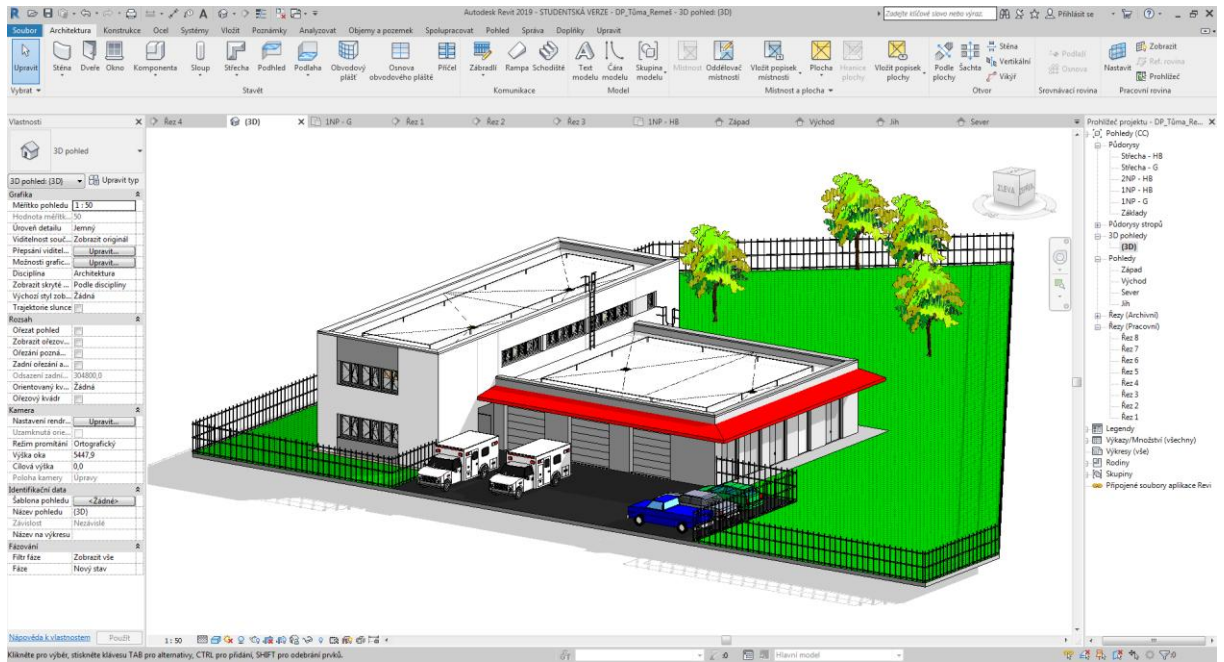 Autodesk Revit 2019 - STUDENTSKÁ VERZE - DP_Tůma_Remeš - 3D pohled: {3D}
Zadejte klíčové slovo nebo výraz.
Přihlásit se
Soubor Architektura Konstrukce Ocel Systémy Vložit Poznámky Analyzovat Objemy a pozemek Spolupracovat Pohled Správa Doplňky Upravit
Upravit Stěna Dveře Okno Komponenta Sloup Střecha Podhled Podlaha Obvodový plášť Osnova obvodového pláště Příčel Zábradlí Rampa Schodiště Text modelu Čára modelu Skupina modelu Místnost Oddělovač místností Vložit popisek místnosti Plocha Hranice plochy Vložit popisek plochy Podle plochy Šachta Stěna Vertikální Vikýř Podlaží Osnova Nastavit Zobrazit Ref. rovina Prohlížeč
Vybrat Stavět Komunikace Model Místnost a plocha Otvor Srovnávací rovina Pracovní rovina
Vlastnosti
Řez 4 {3D} 1NP - G Řez 1 Řez 2 Řez 3 1NP - HB Západ Východ Jih Sever
3D pohled
3D pohled: {3D} Upravit typ
Grafika
Měřítko pohledu 1 : 50
Hodnota měřítk... 50
Úroveň detailu Jemný
Viditelnost souč... Zobrazit originál
Přepsání viditel... Upravit...
Možnosti grafic... Upravit...
Disciplina Architektura
Zobrazit skryté ... Podle disciplíny
Výchozí styl zob... Žádná
Trajektorie slunce
Rozsah
Ořezat pohled
Zobrazit ořezov...
Ořezání pozná...
Zadní ořezání a...
Odsazení zadní... 304800,0
Orientovaný kv... Žádné
Ořezový kvádr
Kamera
Nastavení rendr... Upravit...
Uzamknutá orie...
Režim promítání Ortografický
Výška oka 5447,9
Cílová výška 0,0
Poloha kamery Úpravy
Identifikační data
Šablona pohledu <Žádné>
Název pohledu {3D}
Závislost Nezávislé
Název na výkresu
Fázování
Filtr fáze Zobrazit vše
Fáze Nový stav
Nápověda k vlastnostem Použít
ZLEVA
Prohlížeč projektu - DP_Tůma_Re...
Pohledy (CC)
Půdorysy
Střecha - HB
Střecha - G
2NP - HB
1NP - HB
1NP - G
Základy
Půdorysy stropů
3D pohledy
{3D}
Pohledy
Západ
Východ
Sever
Jih
Řezy (Archivní)
Řezy (Pracovní)
Řez 8
Řez 7
Řez 6
Řez 5
Řez 4
Řez 3
Řez 2
Řez 1
Legendy
Výkazy/Množství (všechny)
Výkresy (vše)
Rodiny
Skupiny
Připojené soubory aplikace Revi
1 : 50
Klikněte pro výběr, stiskněte klávesu TAB pro alternativy, CTRL pro přidání, SHIFT pro odebrání prvků.
:0 Hlavní model :0